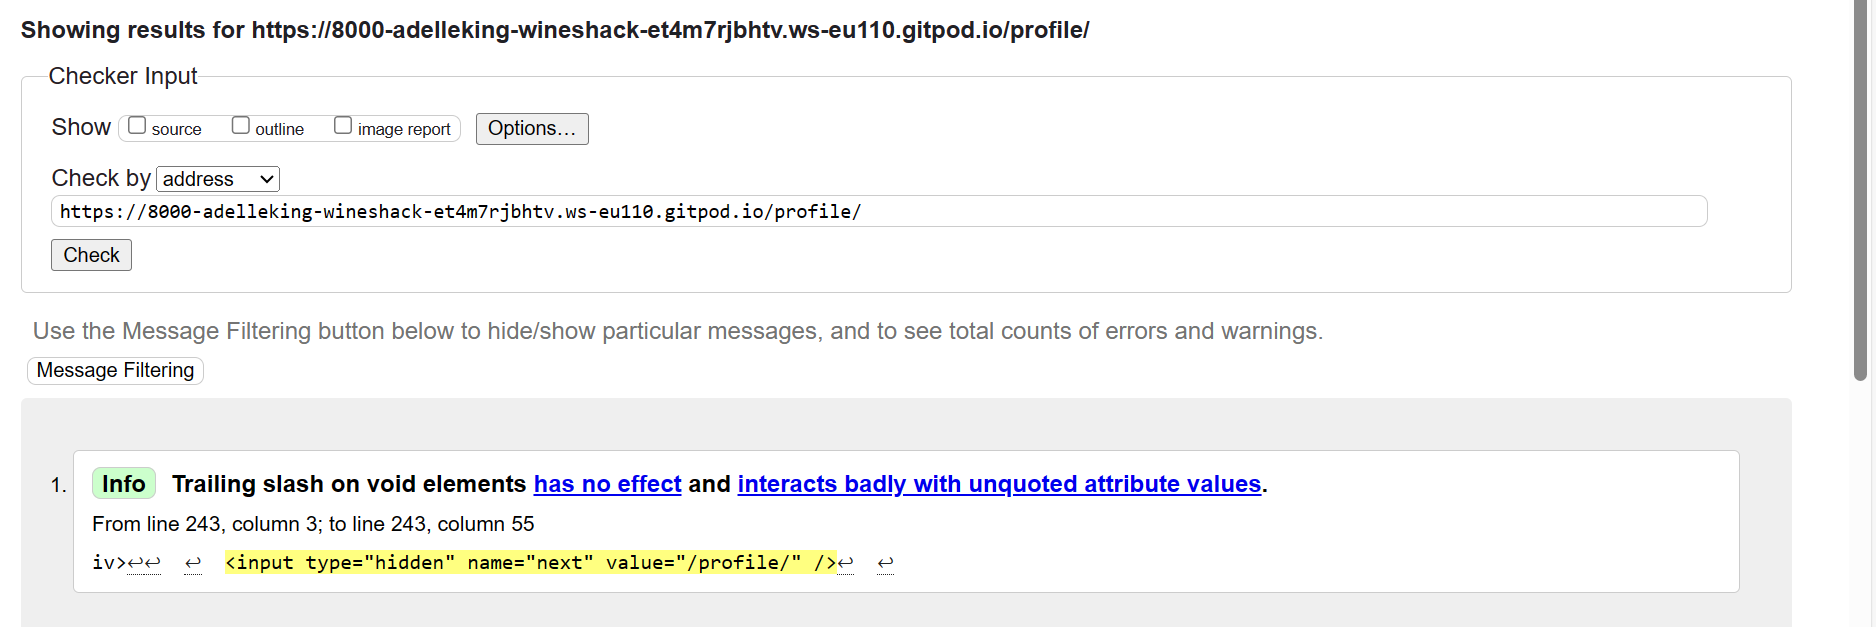 Showing results for https://8000-adelleking-wineshack-et4m7rjbhtv.ws-eu110.gitpod.io/profile/
Checker Input
Show source outline image report Options...
Check by address
https://8000-adelleking-wineshack-et4m7rjbhtv.ws-eu110.gitpod.io/profile/
Check
Use the Message Filtering button below to hide/show particular messages, and to see total counts of errors and warnings.
Message Filtering
1. Info Trailing slash on void elements has no effect and interacts badly with unquoted attribute values.
From line 243, column 3; to line 243, column 55
iv>↩↩ ↩ <input type="hidden" name="next" value="/profile/" />↩ ↩